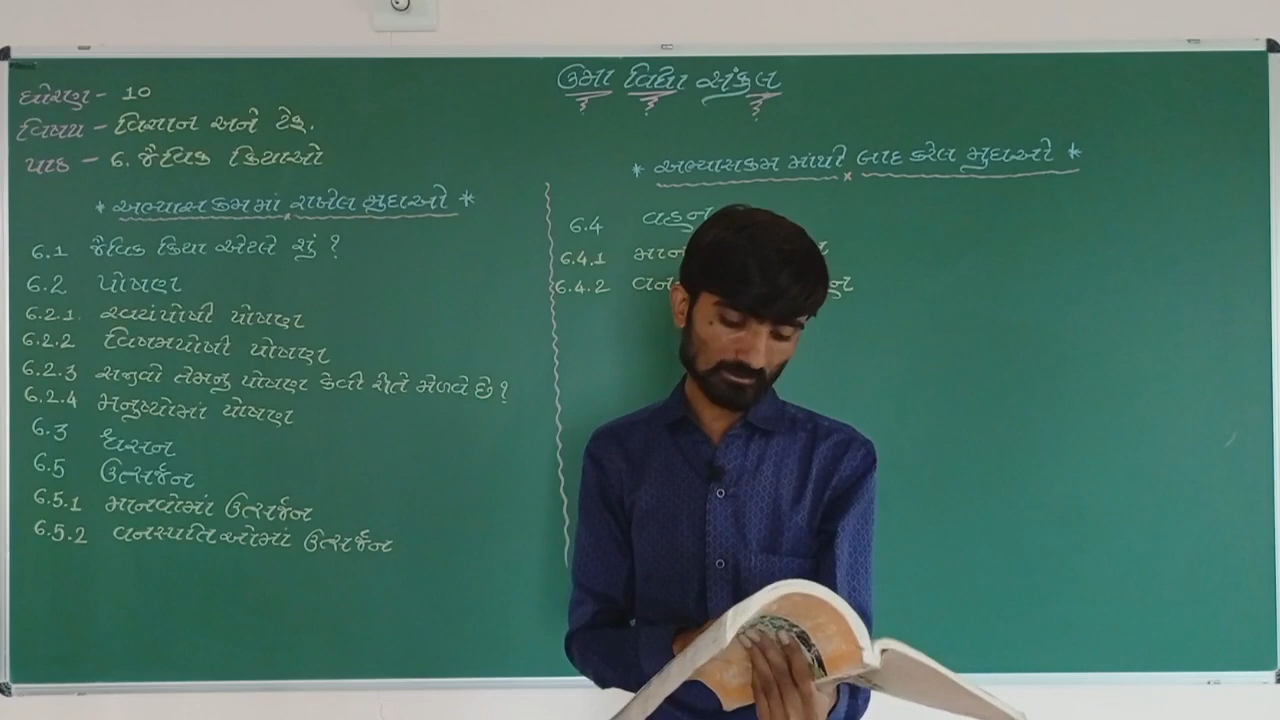 ઉમા વિદ્યા સંકુલ
ધોરણ - 10
વિષય - વિજ્ઞાન અને ટેક.
પાઠ - 6. જૈવિક ક્રિયાઓ
* અભ્યાસક્રમમાં રાખેલ મુદ્દાઓ *
6.1 જૈવિક ક્રિયા એટલે શું ?
6.2 પોષણ
6.2.1 સ્વયંપોષી પોષણ
6.2.2 વિષમપોષી પોષણ
6.2.3 સજીવો તેમનુ પોષણ કેવી રીતે મેળવે છે ?
6.2.4 મનુષ્યોમાં પોષણ
6.3 શ્વસન
6.5 ઉત્સર્જન
6.5.1 માનવોમાં ઉત્સર્જન
6.5.2 વનસ્પતિઓમાં ઉત્સર્જન
* અભ્યાસક્રમ માંથી બાદ કરેલ મુદ્દાઓ *
6.4 વહન
6.4.1
6.4.2